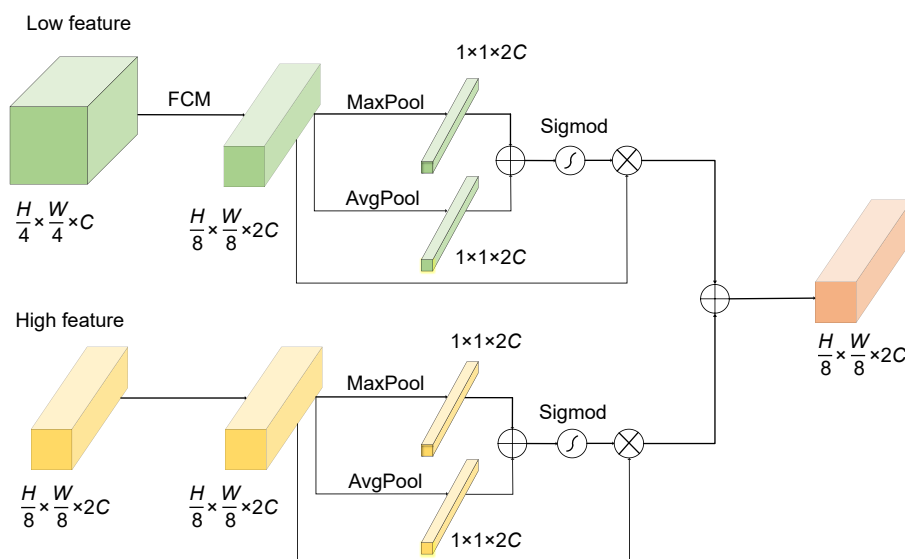 Low feature
1×1×2C
FCM
MaxPool
Sigmod
AvgPool
H/4 × W/4 ×C
H/8 × W/8 ×2C
1×1×2C
High feature
1×1×2C
H/8 × W/8 ×2C
MaxPool
Sigmod
AvgPool
H/8 × W/8 ×2C
H/8 × W/8 ×2C
1×1×2C